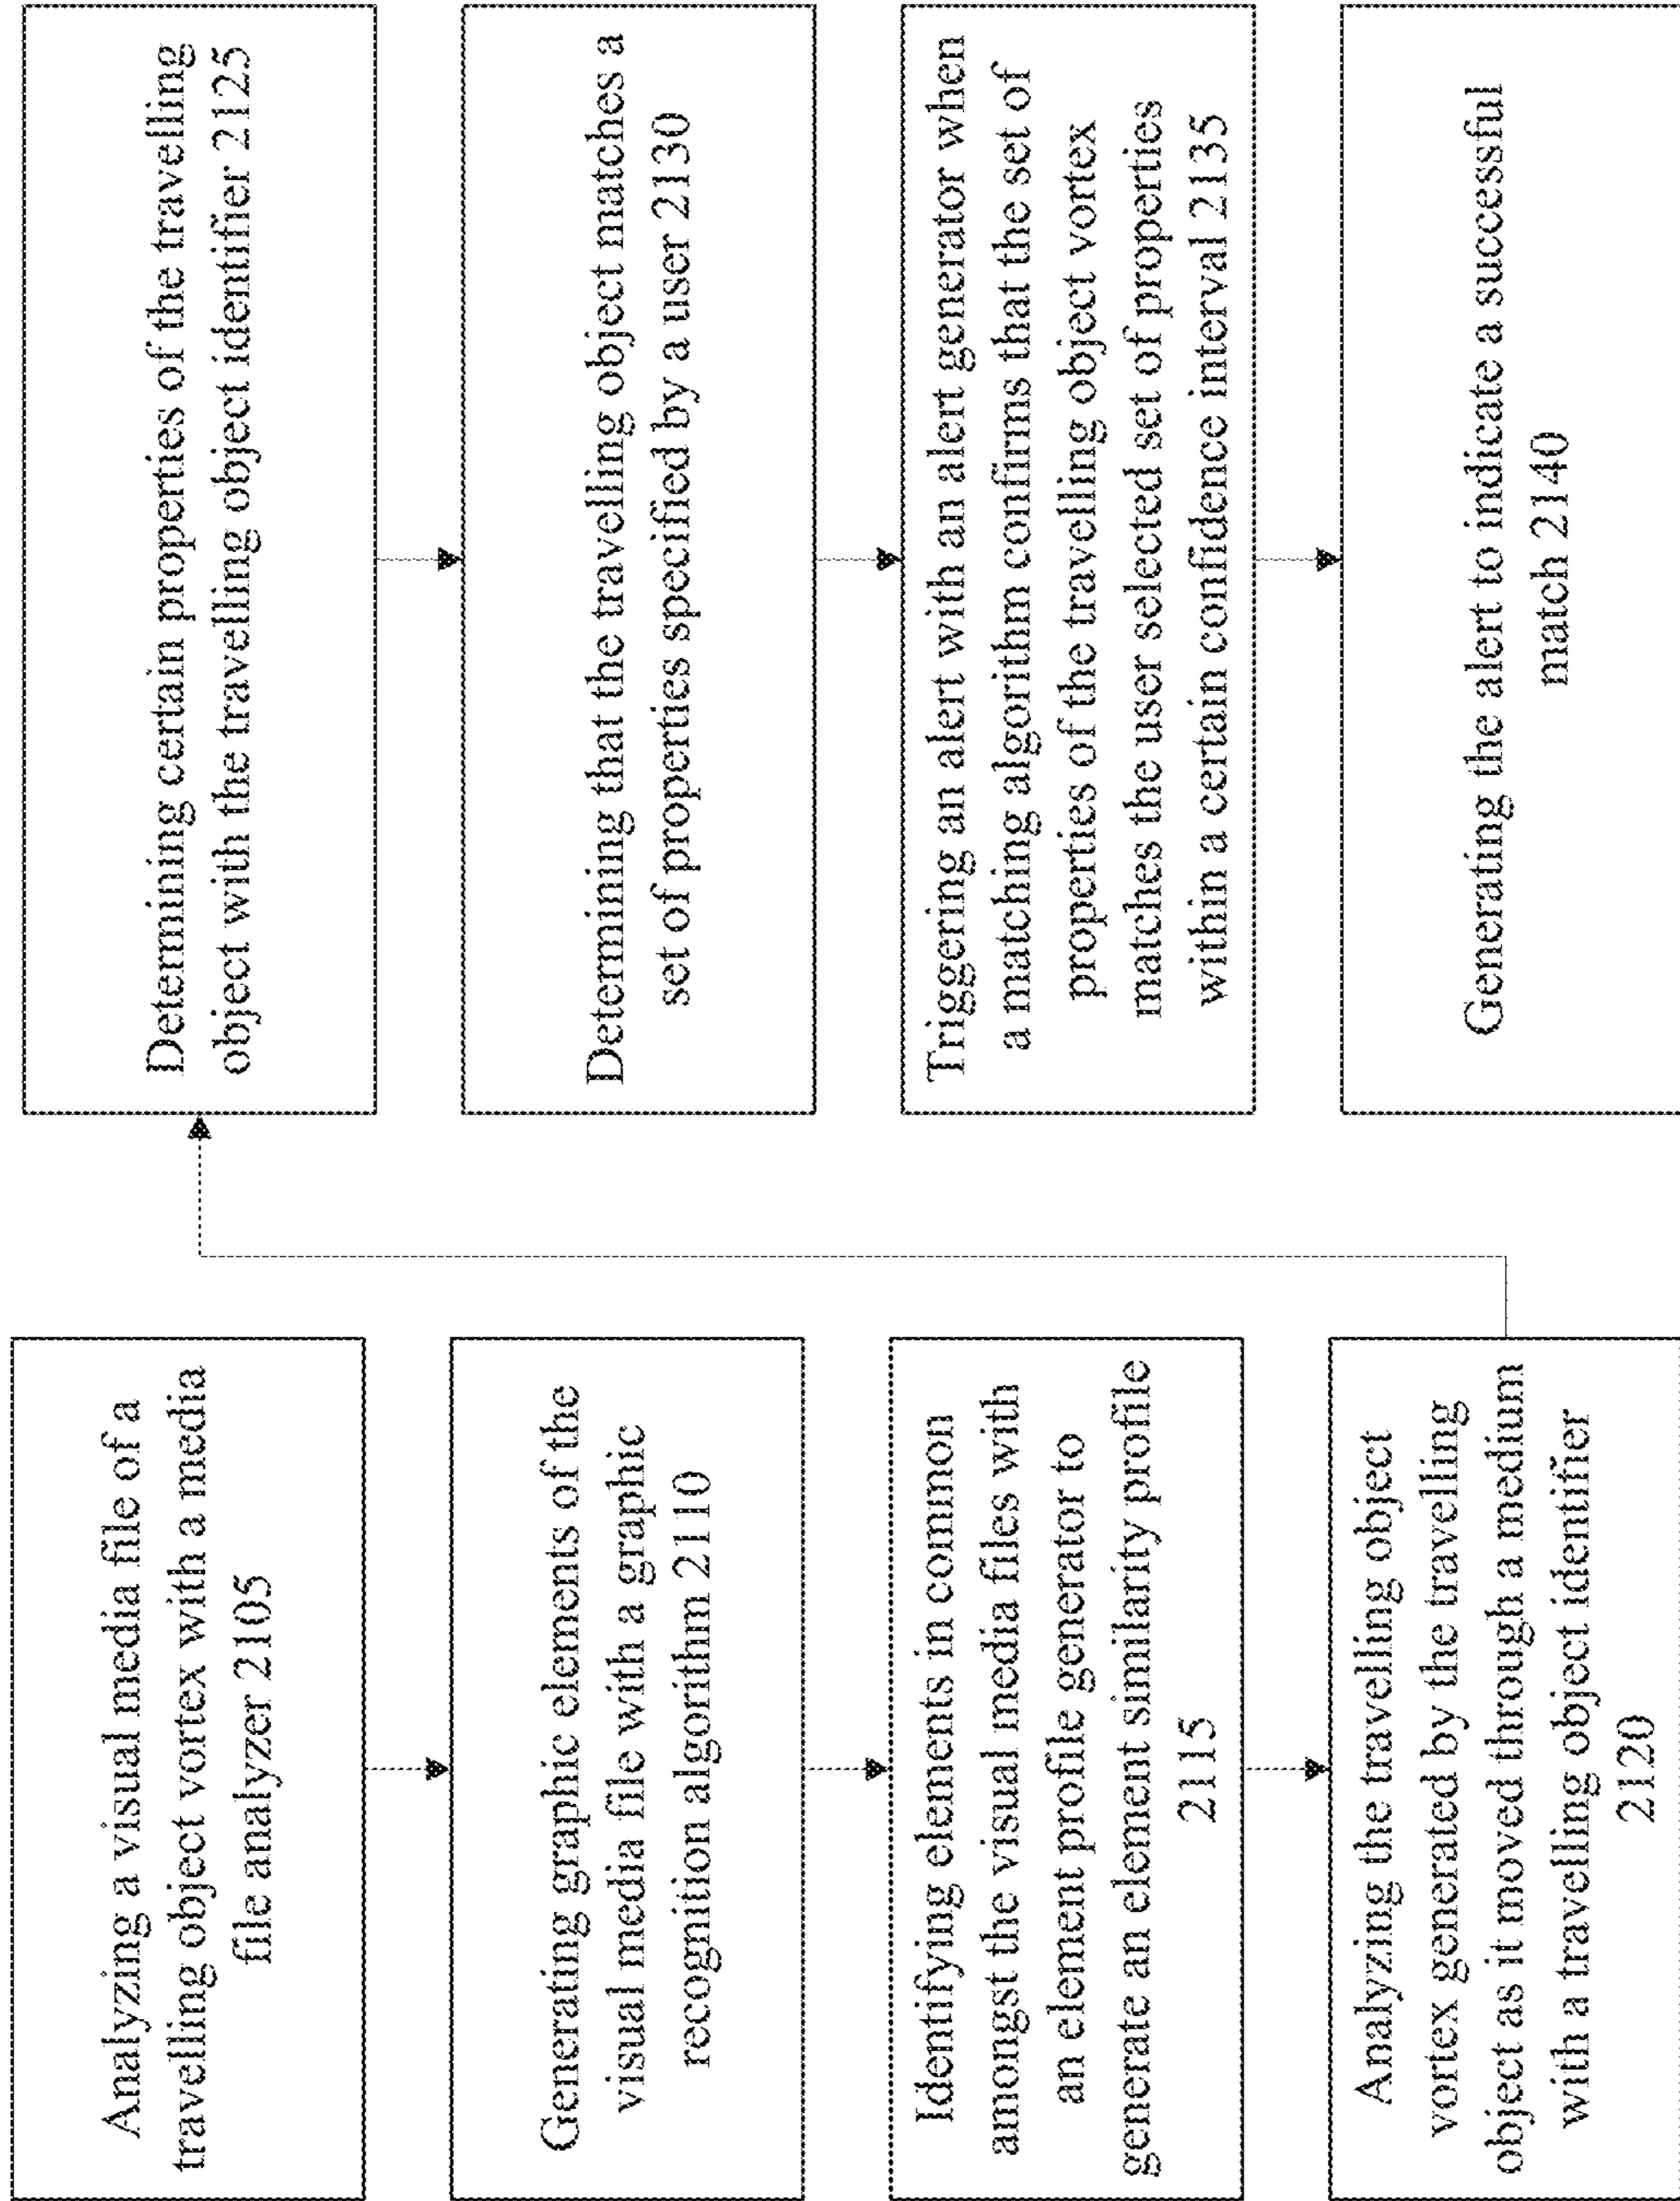 Analyzing a visual media file of a
travelling object vortex with a media
file analyzer 2105
Generating graphic elements of the
visual media file with a graphic
recognition algorithm 2110
Identifying elements in common
amongst the visual media files with
an element profile generator to
generate an element similarity profile
2115
Analyzing the travelling object
vortex generated by the travelling
object as it moved through a medium
with a travelling object identifier
2120
Determining certain properties of the travelling
object with the travelling object identifier 2125
Determining that the travelling object matches a
set of properties specified by a user 2130
Triggering an alert with an alert generator when
a matching algorithm confirms that the set of
properties of the travelling object vortex
matches the user selected set of properties
within a certain confidence interval 2135
Generating the alert to indicate a successful
match 2140